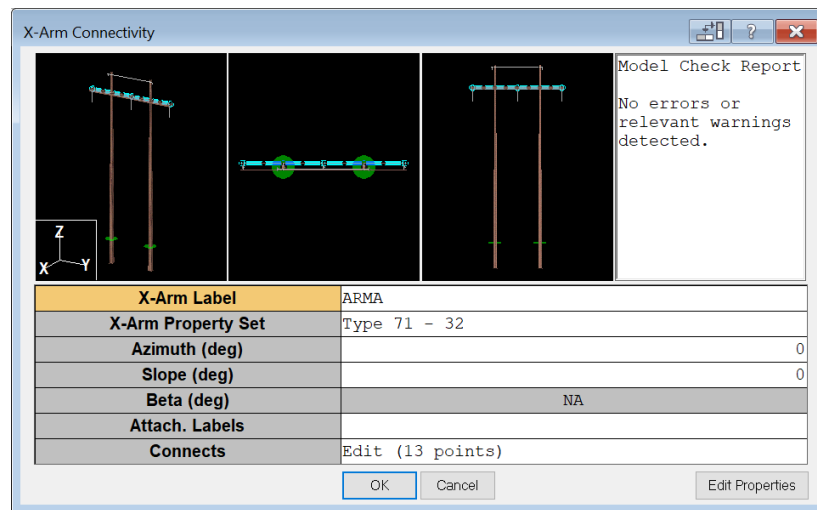 X-Arm Connectivity
?
Z
X
Y
Model Check Report
No errors or
relevant warnings
detected.
X-Arm Label ARMA
X-Arm Property Set Type 71 - 32
Azimuth (deg) 0
Slope (deg) 0
Beta (deg) NA
Attach. Labels
Connects Edit (13 points)
OK Cancel Edit Properties